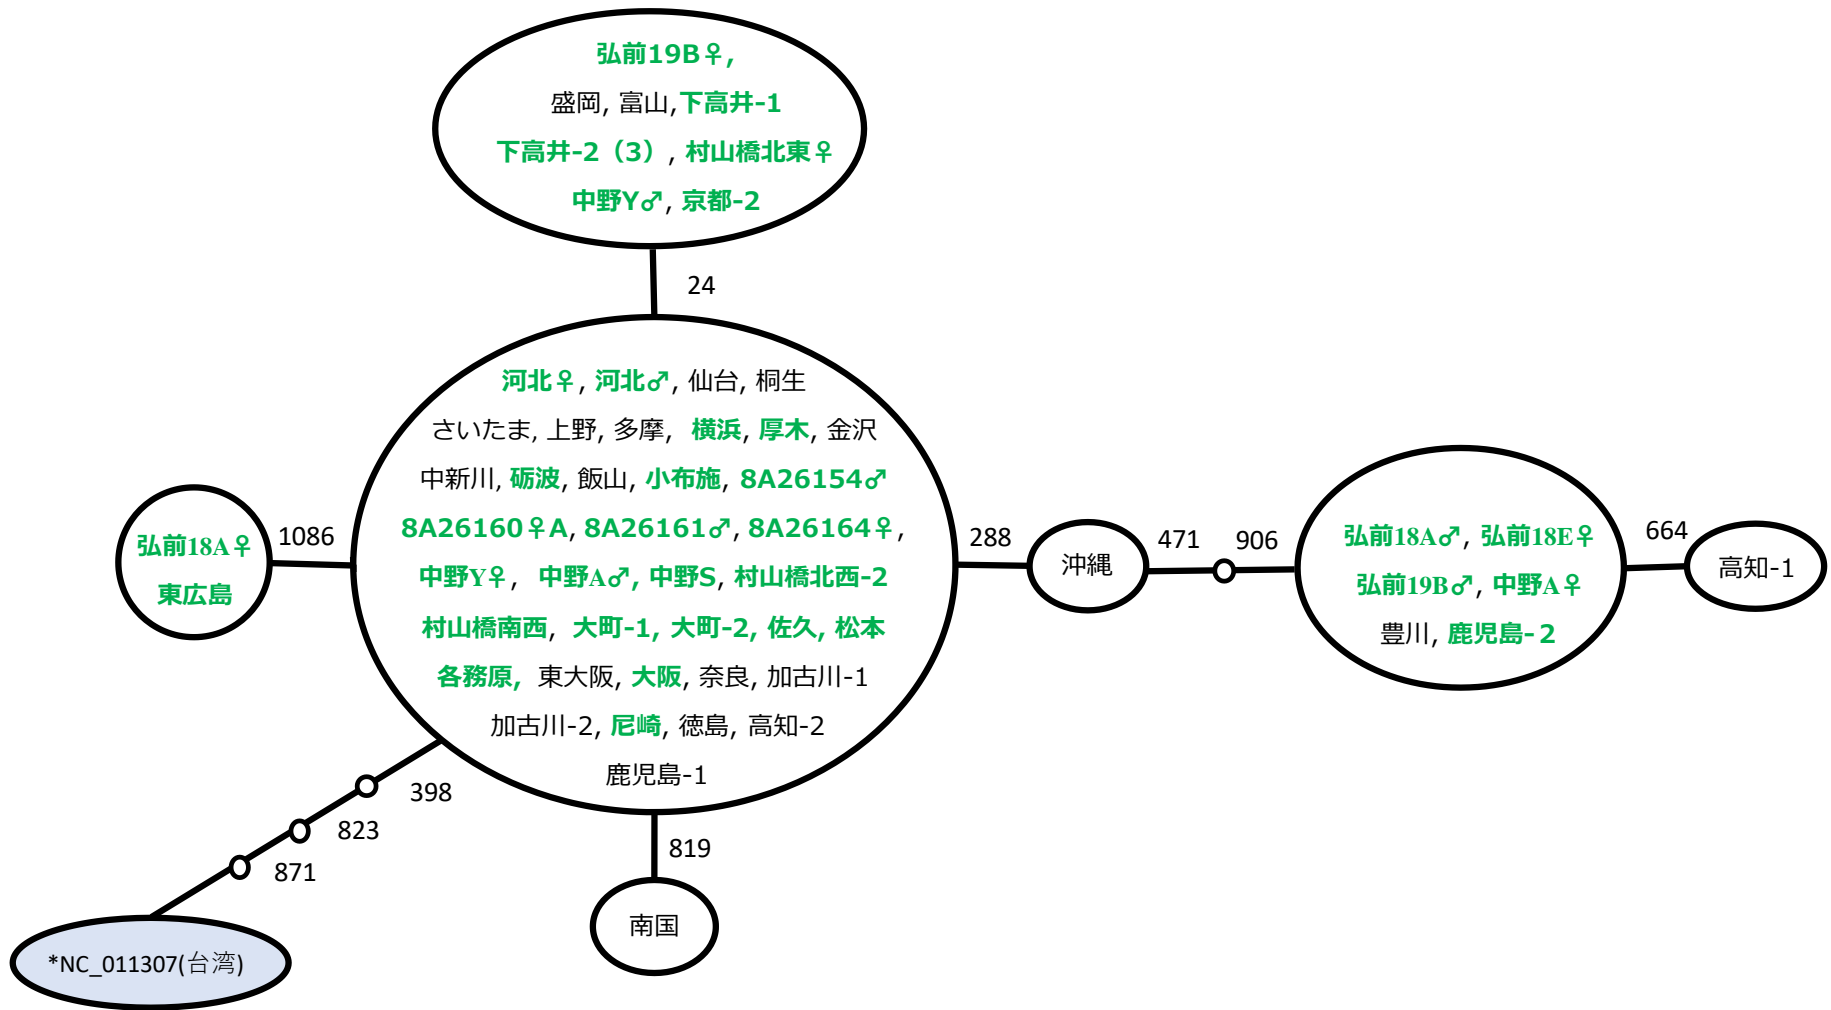 弘前19B♀,
盛岡, 富山,下高井-1
下高井-2（3）, 村山橋北東♀
中野Y♂, 京都-2
24
河北♀, 河北♂, 仙台, 桐生
さいたま, 上野, 多摩, 横浜, 厚木, 金沢
中新川, 砺波, 飯山, 小布施, 8A26154♂
8A26160♀A, 8A26161♂, 8A26164♀,
中野Y♀, 中野A♂, 中野S, 村山橋北西-2
村山橋南西, 大町-1, 大町-2, 佐久, 松本
各務原, 東大阪, 大阪, 奈良, 加古川-1
加古川-2, 尼崎, 徳島, 高知-2
鹿児島-1
1086
弘前18A♀
東広島
288
沖縄
471
906
弘前18A♂, 弘前18E♀
弘前19B♂, 中野A♀
豊川, 鹿児島-2
664
高知-1
398
823
871
*NC_011307(台湾)
819
南国